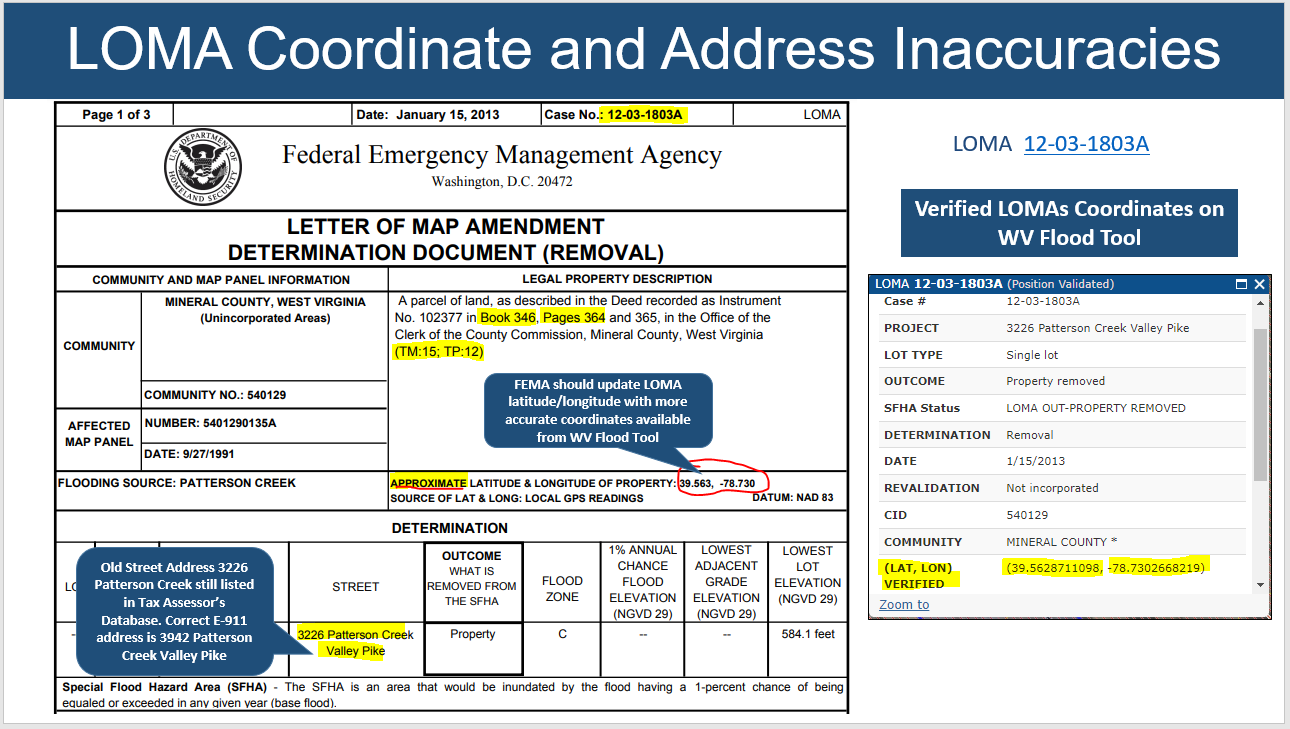 LOMA Coordinate and Address Inaccuracies
Page 1 of 3
Date: January 15, 2013
Case No.: 12-03-1803A
LOMA
U.S. DEPARTMENT OF
HOMELAND SECURITY
Federal Emergency Management Agency
Washington, D.C. 20472
LETTER OF MAP AMENDMENT
DETERMINATION DOCUMENT (REMOVAL)
COMMUNITY AND MAP PANEL INFORMATION
LEGAL PROPERTY DESCRIPTION
COMMUNITY
MINERAL COUNTY, WEST VIRGINIA
(Unincorporated Areas)
COMMUNITY NO.: 540129
A parcel of land, as described in the Deed recorded as Instrument
No. 102377 in Book 346, Pages 364 and 365, in the Office of the
Clerk of the County Commission, Mineral County, West Virginia
(TM:15; TP:12)
FEMA should update LOMA
latitude/longitude with more
accurate coordinates available
from WV Flood Tool
AFFECTED
MAP PANEL
NUMBER: 5401290135A
DATE: 9/27/1991
FLOODING SOURCE: PATTERSON CREEK
APPROXIMATE LATITUDE & LONGITUDE OF PROPERTY: 39.563, -78.730
SOURCE OF LAT & LONG: LOCAL GPS READINGS
DATUM: NAD 83
DETERMINATION
Old Street Address 3226
Patterson Creek still listed
in Tax Assessor's
Database. Correct E-911
address is 3942 Patterson
Creek Valley Pike
STREET
OUTCOME
WHAT IS
REMOVED FROM
THE SFHA
FLOOD
ZONE
1% ANNUAL
CHANCE
FLOOD
ELEVATION
(NGVD 29)
LOWEST
ADJACENT
GRADE
ELEVATION
(NGVD 29)
LOWEST
LOT
ELEVATION
(NGVD 29)
--
3226 Patterson Creek
Valley Pike
Property
C
--
--
584.1 feet
Special Flood Hazard Area (SFHA) - The SFHA is an area that would be inundated by the flood having a 1-percent chance of being
equaled or exceeded in any given year (base flood).
LOMA 12-03-1803A
Verified LOMAs Coordinates on
WV Flood Tool
LOMA 12-03-1803A (Position Validated)
Case # 12-03-1803A
PROJECT 3226 Patterson Creek Valley Pike
LOT TYPE Single lot
OUTCOME Property removed
SFHA Status LOMA OUT-PROPERTY REMOVED
DETERMINATION Removal
DATE 1/15/2013
REVALIDATION Not incorporated
CID 540129
COMMUNITY MINERAL COUNTY *
(LAT, LON) (39.5628711098, -78.7302668219)
VERIFIED
Zoom to